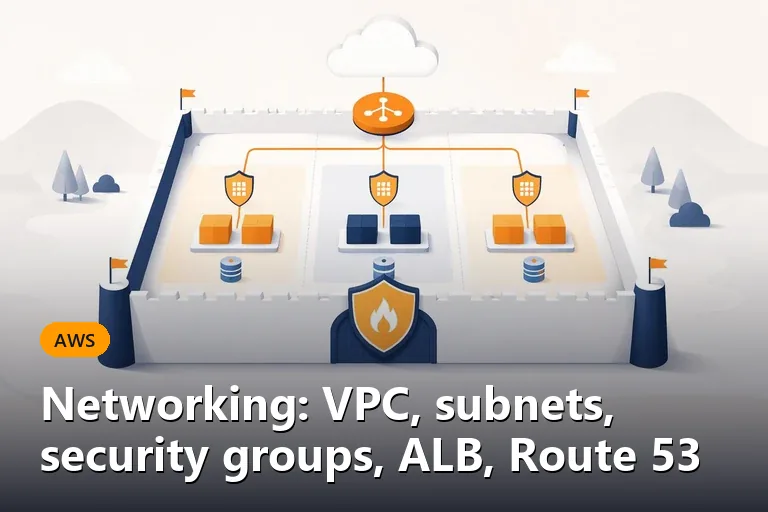 AWS
Networking: VPC, subnets,
security groups, ALB, Route 53